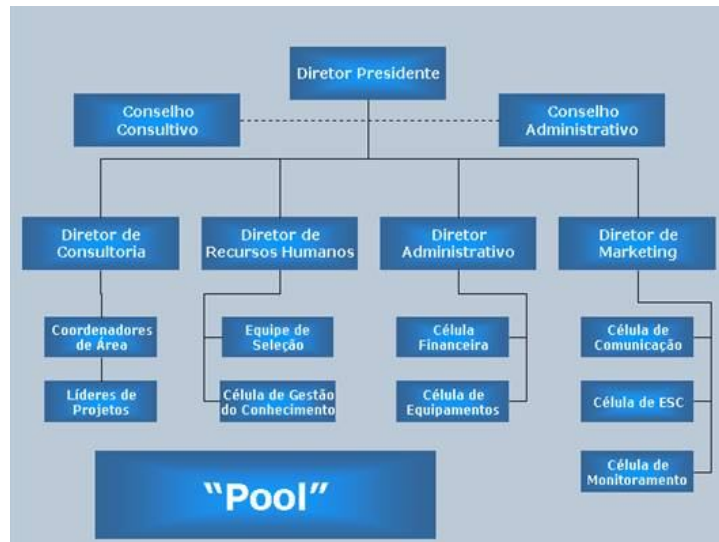 Diretor Presidente
Conselho
Consultivo
Conselho
Administrativo
Diretor de
Consultoria
Diretor de
Recursos Humanos
Diretor
Administrativo
Diretor de
Marketing
Coordenadores
de Área
Equipe de
Seleção
Célula
Financeira
Célula de
Comunicação
Líderes de
Projetos
Célula de Gestão
do Conhecimento
Célula de
Equipamentos
Célula de ESC
Célula de
Monitoramento
“Pool”